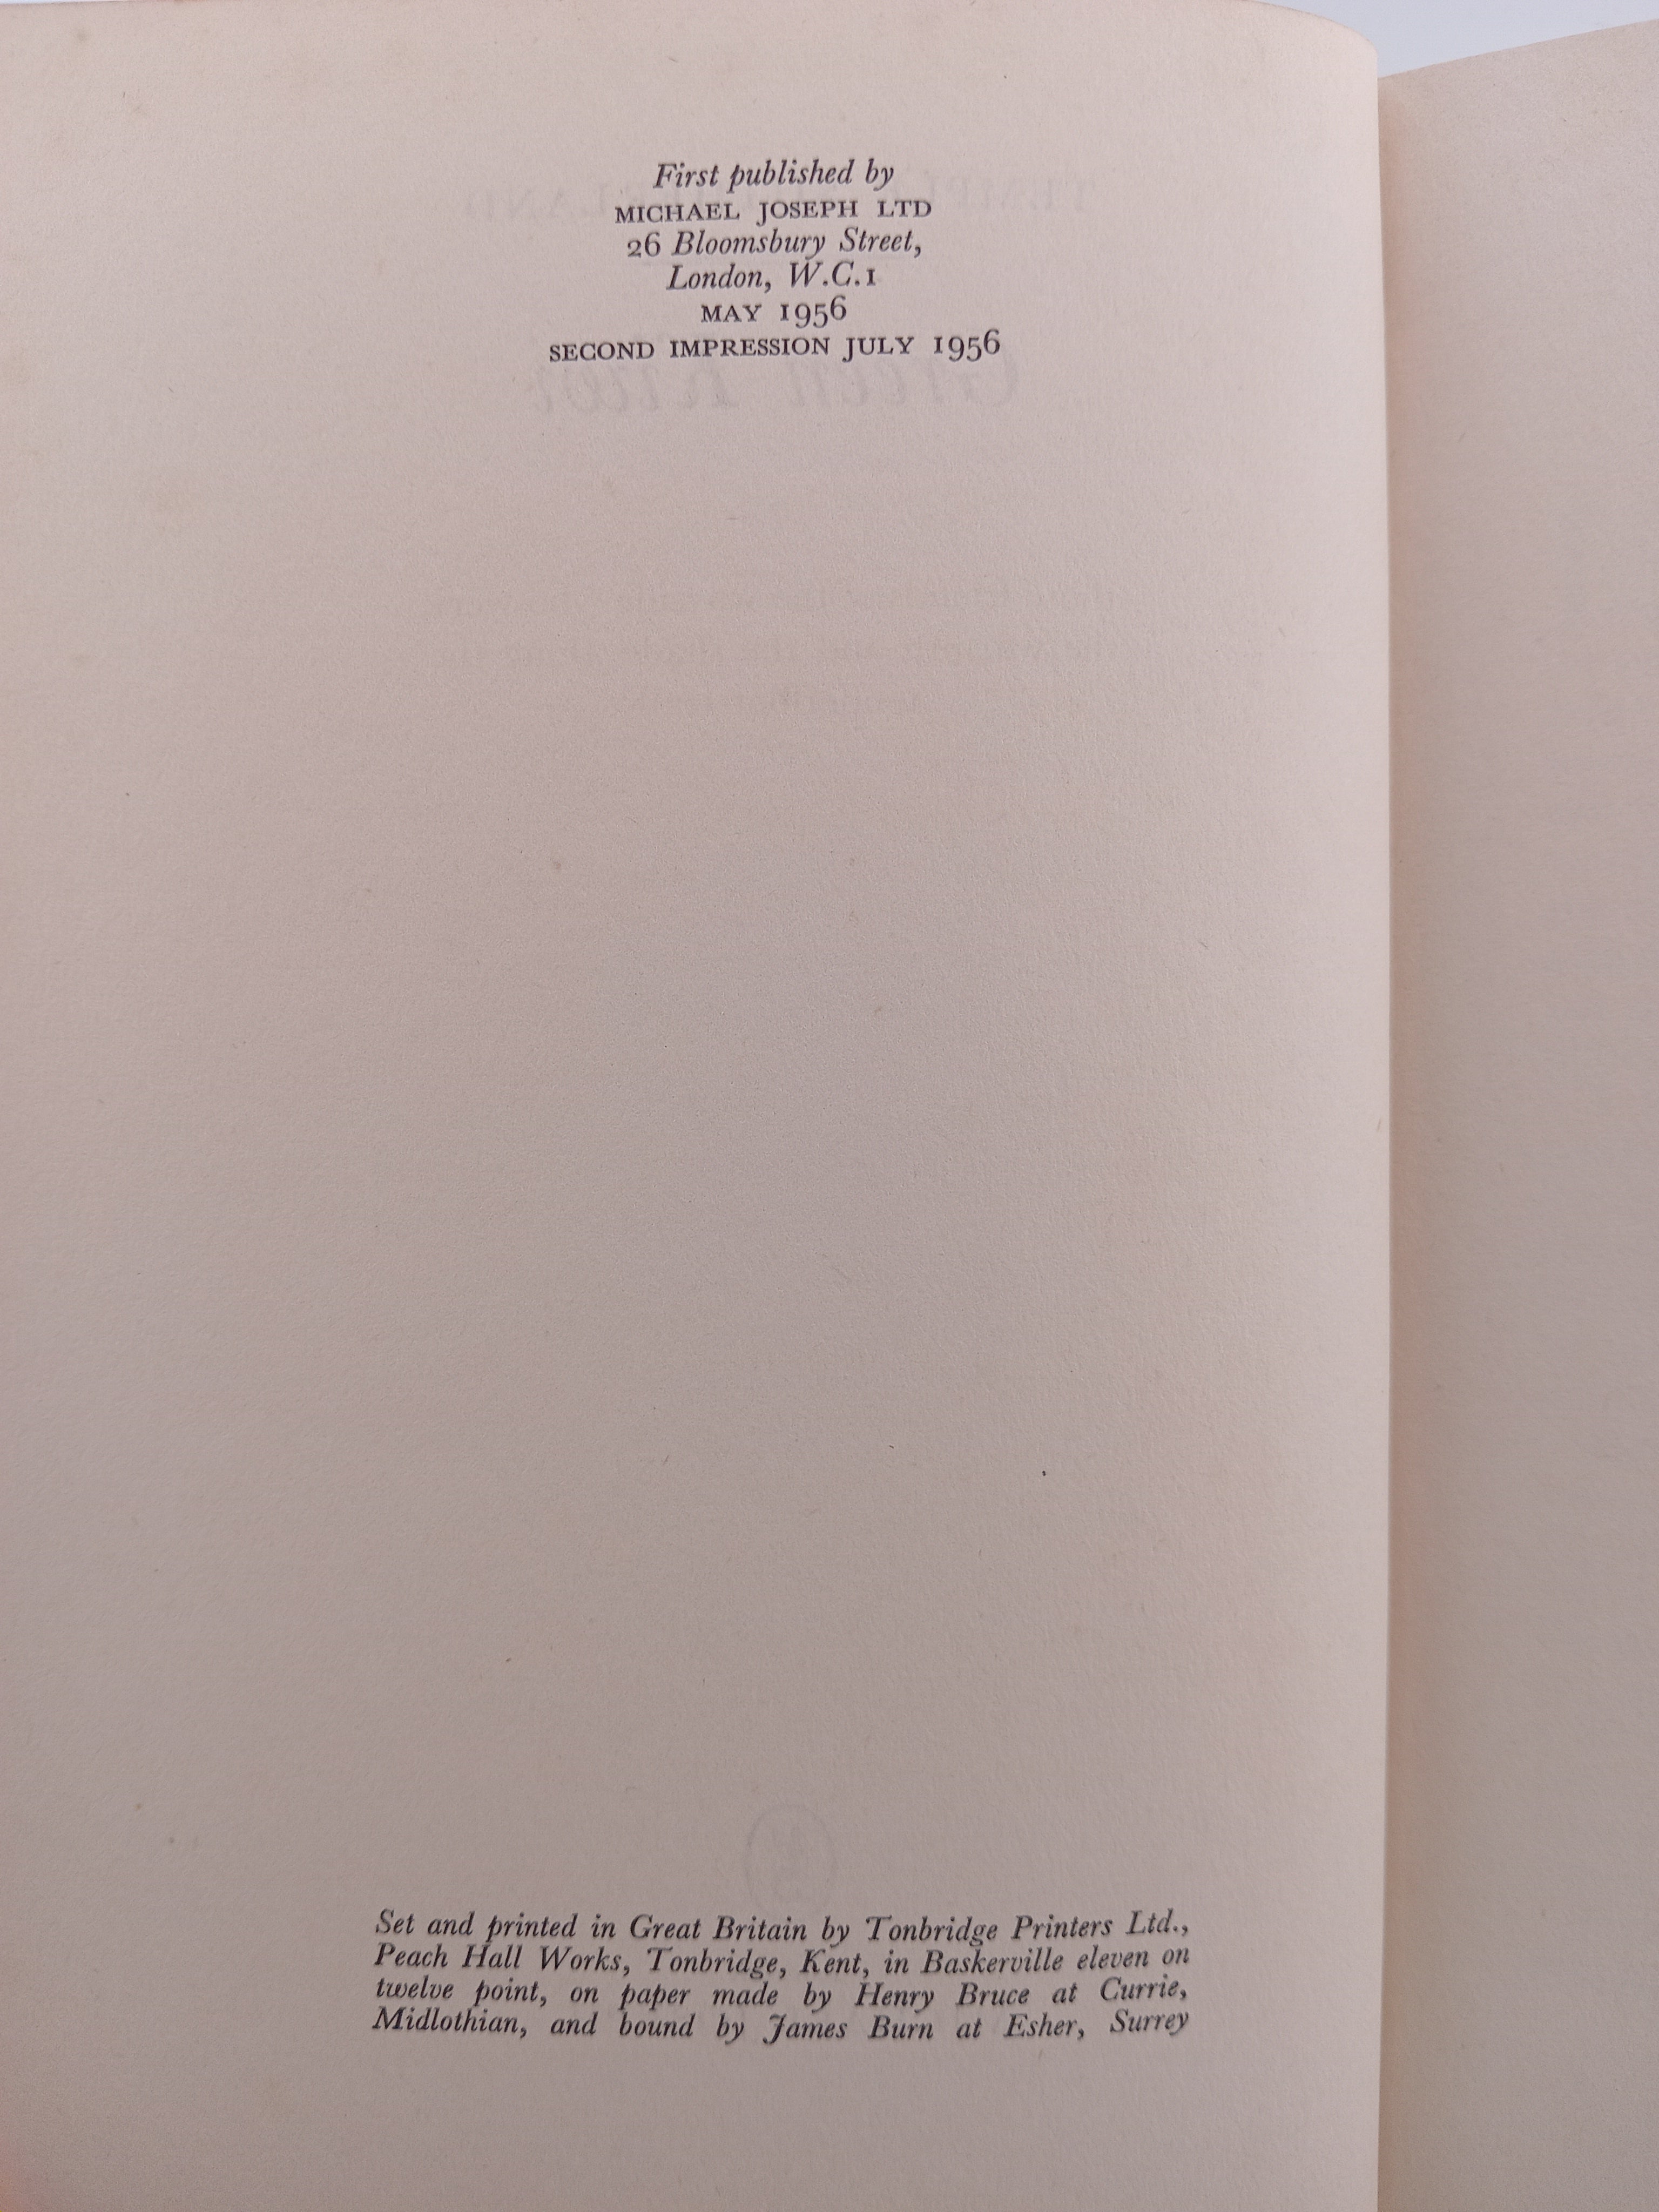 First published by
MICHAEL JOSEPH LTD
26 Bloomsbury Street,
London, W.C.1
MAY 1956
SECOND IMPRESSION JULY 1956
Set and printed in Great Britain by Tonbridge Printers Ltd.,
Peach Hall Works, Tonbridge, Kent, in Baskerville eleven on
twelve point, on paper made by Henry Bruce at Currie,
Midlothian, and bound by James Burn at Esher, Surrey